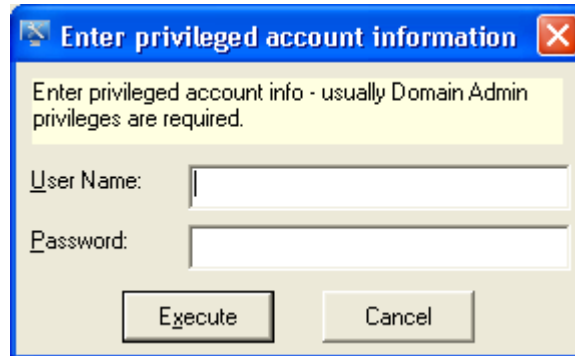 Enter privileged account information
Enter privileged account info - usually Domain Admin
privileges are required.
User Name:
Password:
Execute
Cancel